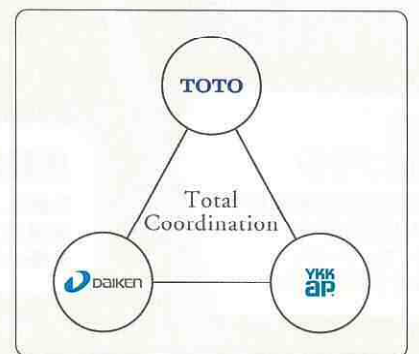 TOTO
Total
Coordination
DAIKEN
YKK
ap